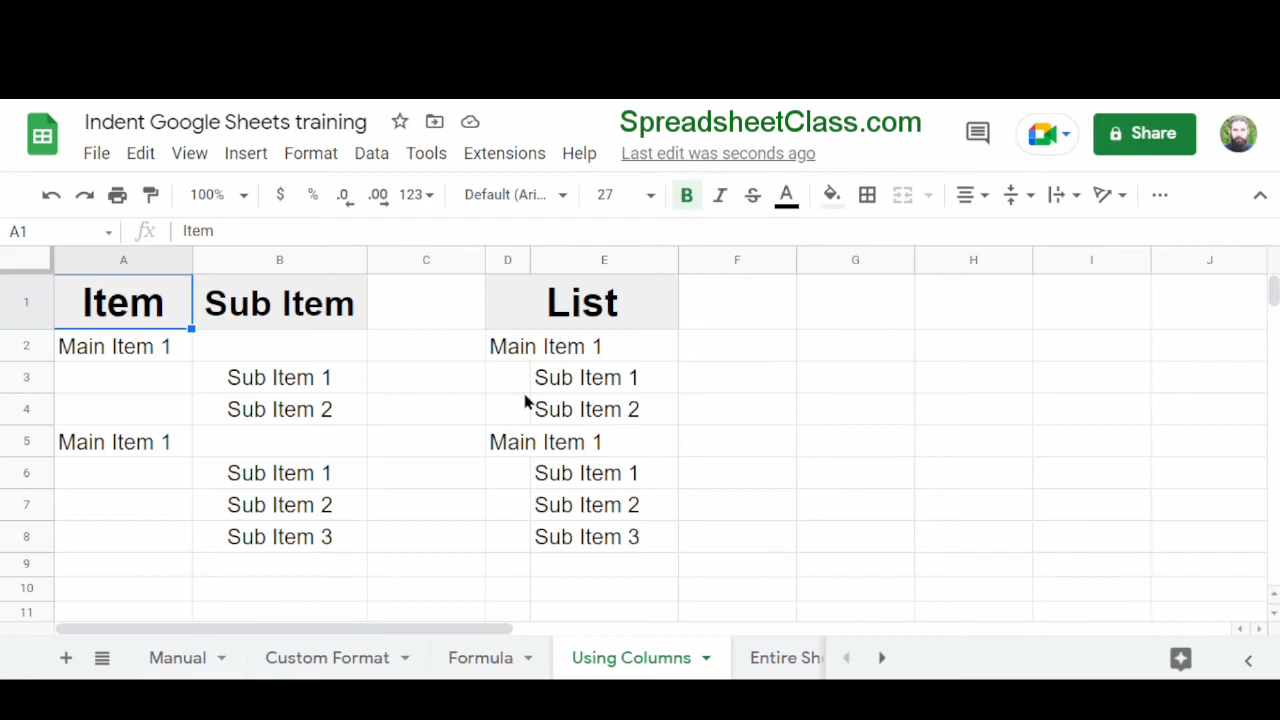 Indent Google Sheets training
SpreadsheetClass.com
Share
File Edit View Insert Format Data Tools Extensions Help Last edit was seconds ago
100% $ % .0 .00 123 Default (Ari... 27 B I S A
A1 fx Item
A B C D E F G H I J
1 Item Sub Item List
2 Main Item 1 Main Item 1
3 Sub Item 1 Sub Item 1
4 Sub Item 2 Sub Item 2
5 Main Item 1 Main Item 1
6 Sub Item 1 Sub Item 1
7 Sub Item 2 Sub Item 2
8 Sub Item 3 Sub Item 3
9
10
11
Manual Custom Format Formula Using Columns Entire Sh